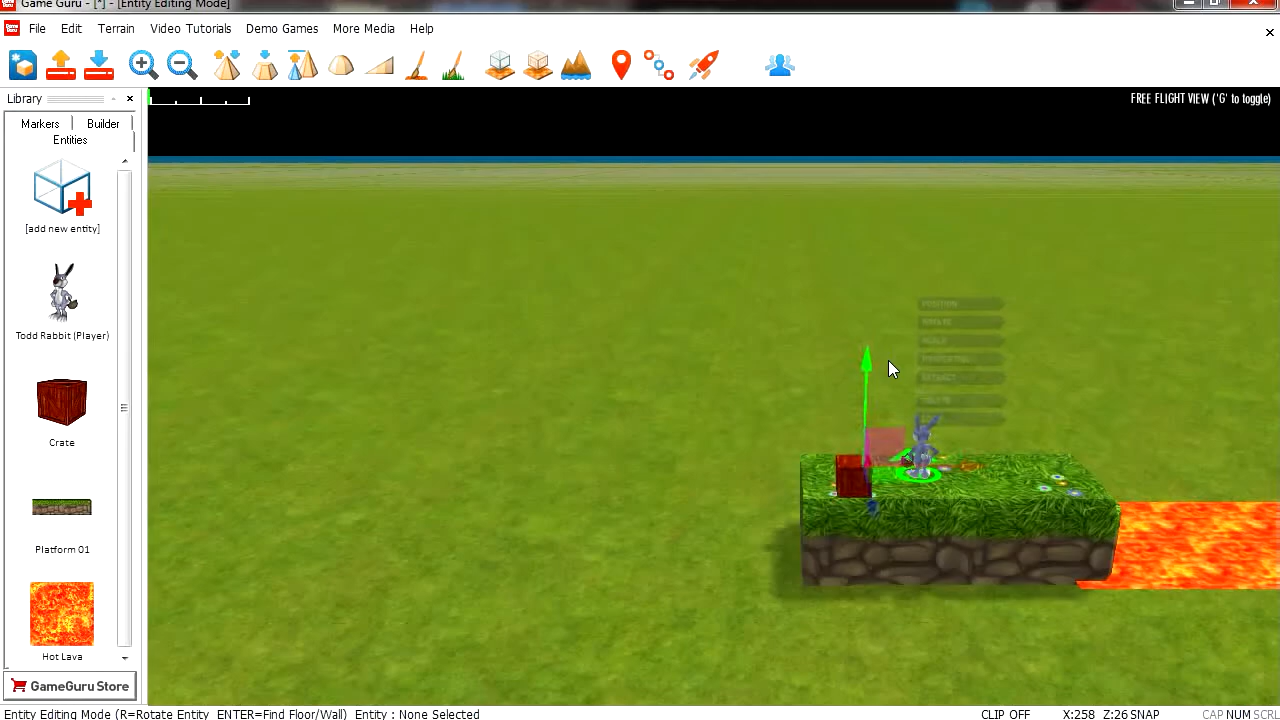 Game Guru - [*] - [Entity Editing Mode]
File Edit Terrain Video Tutorials Demo Games More Media Help
Library
Markers Builder
Entities
[add new entity]
Todd Rabbit (Player)
Crate
Platform 01
Hot Lava
GameGuru Store
FREE FLIGHT VIEW ('G' to toggle)
POSITION
ROTATE
SCALE
Entity Editing Mode (R=Rotate Entity ENTER=Find Floor/Wall) Entity : None Selected
CLIP OFF X:258 Z:26 SNAP CAP NUM SCRL